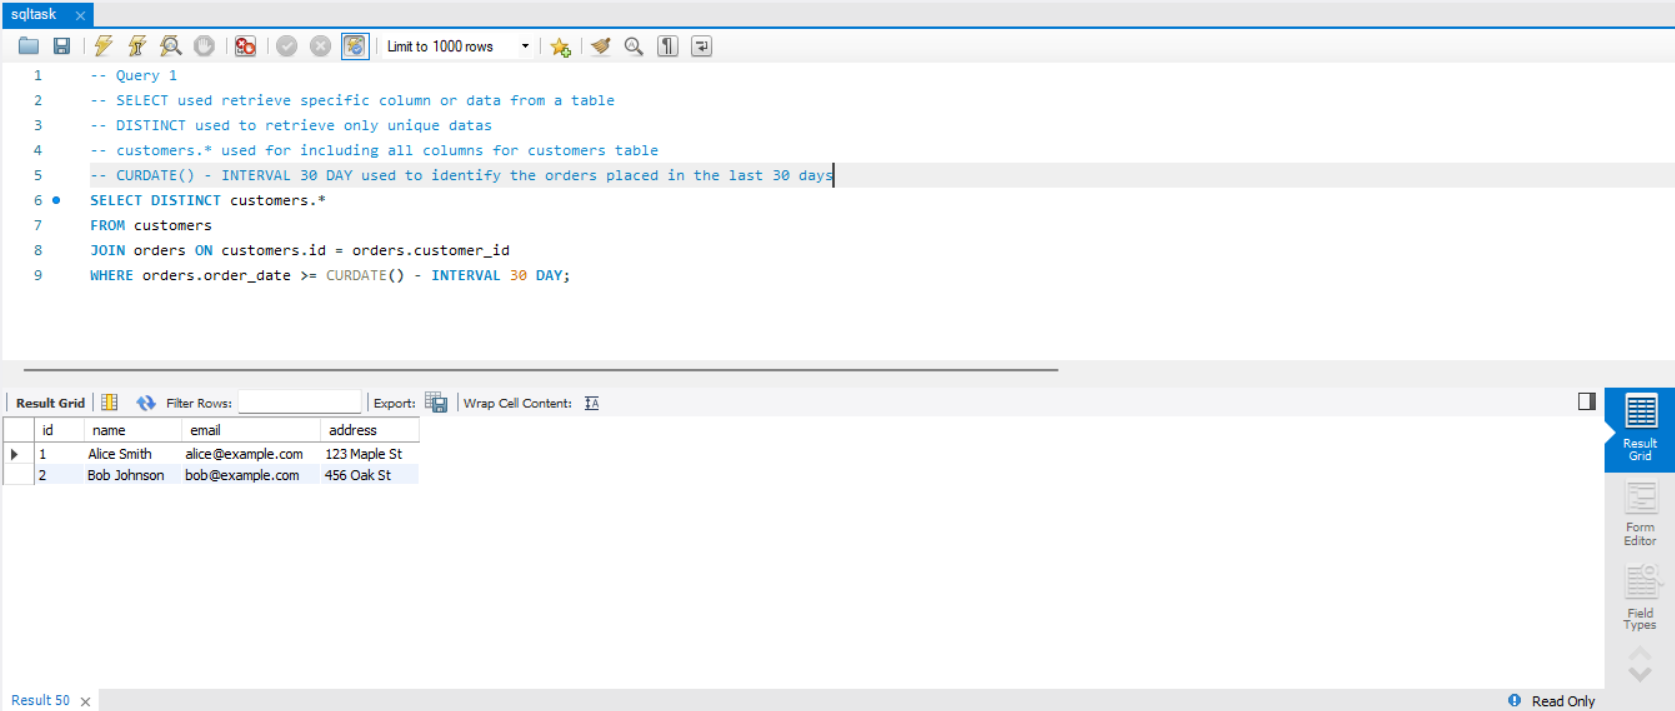 sqltask
Limit to 1000 rows
1 -- Query 1
2 -- SELECT used retrieve specific column or data from a table
3 -- DISTINCT used to retrieve only unique datas
4 -- customers.* used for including all columns for customers table
5 -- CURDATE() - INTERVAL 30 DAY used to identify the orders placed in the last 30 days
6 SELECT DISTINCT customers.*
7 FROM customers
8 JOIN orders ON customers.id = orders.customer_id
9 WHERE orders.order_date >= CURDATE() - INTERVAL 30 DAY;
Result Grid Filter Rows: Export: Wrap Cell Content:
id name email address
1 Alice Smith alice@example.com 123 Maple St
2 Bob Johnson bob@example.com 456 Oak St
Result
Grid
Form
Editor
Field
Types
Result 50 Read Only